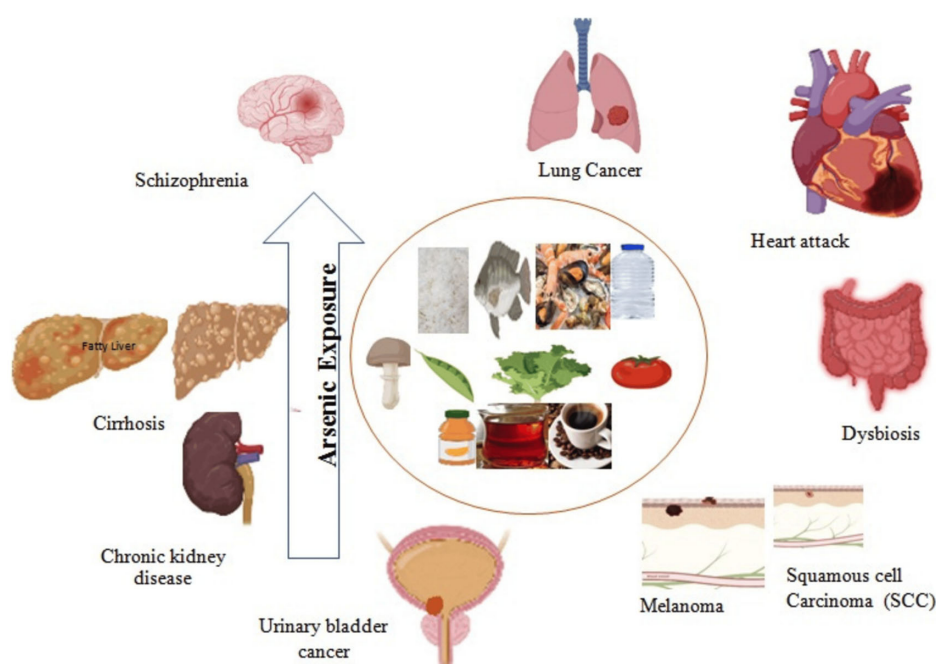 Lung Cancer
Schizophrenia
Heart attack
Arsenic Exposure
Fatty Liver
Cirrhosis
Dysbiosis
Chronic kidney
disease
Melanoma
Squamous cell
Carcinoma (SCC)
Urinary bladder
cancer